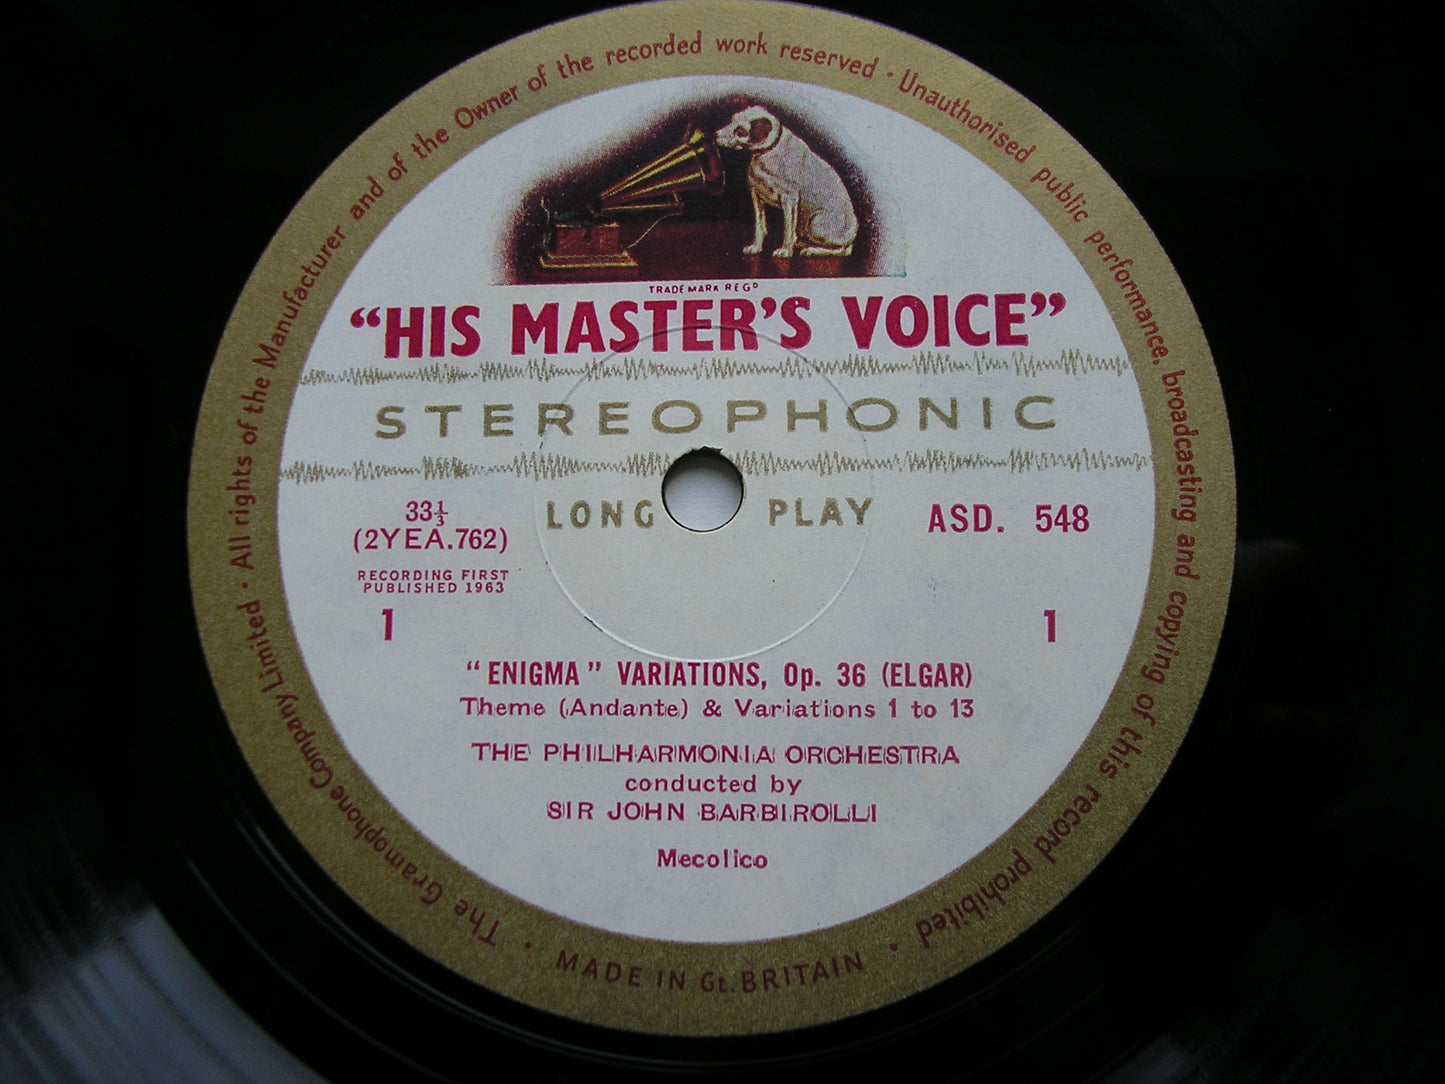 The Gramophone Company Limited · All rights of the Manufacturer and of the Owner of the recorded work reserved · Unauthorised public performance, broadcasting and copying of this record prohibited ·
TRADE MARK REGD
“HIS MASTER'S VOICE”
STEREOPHONIC
LONG PLAY
33⅓
(2YEA.762)
ASD. 548
RECORDING FIRST
PUBLISHED 1963
1 1
“ENIGMA” VARIATIONS, Op. 36 (ELGAR)
Theme (Andante) & Variations 1 to 13
THE PHILHARMONIA ORCHESTRA
conducted by
SIR JOHN BARBIROLLI
Mecolico
· MADE IN Gt. BRITAIN ·